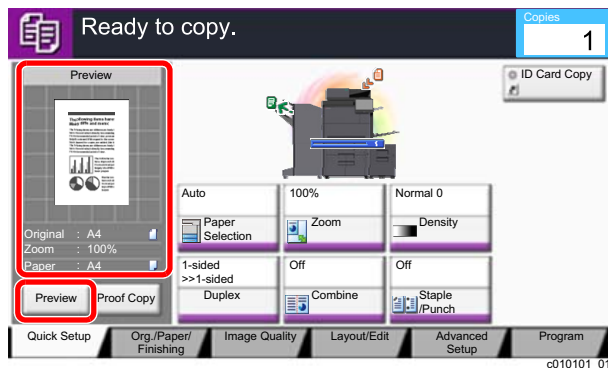 Ready to copy.
Copies
1
Preview
Original : A4
Zoom : 100%
Paper : A4
Preview
Proof Copy
ID Card Copy
1
Auto
Paper
Selection
100%
Zoom
Normal 0
Density
1-sided
>>1-sided
Duplex
Off
Combine
Off
Staple
/Punch
Quick Setup
Org./Paper/
Finishing
Image Quality
Layout/Edit
Advanced
Setup
Program
c010101_01